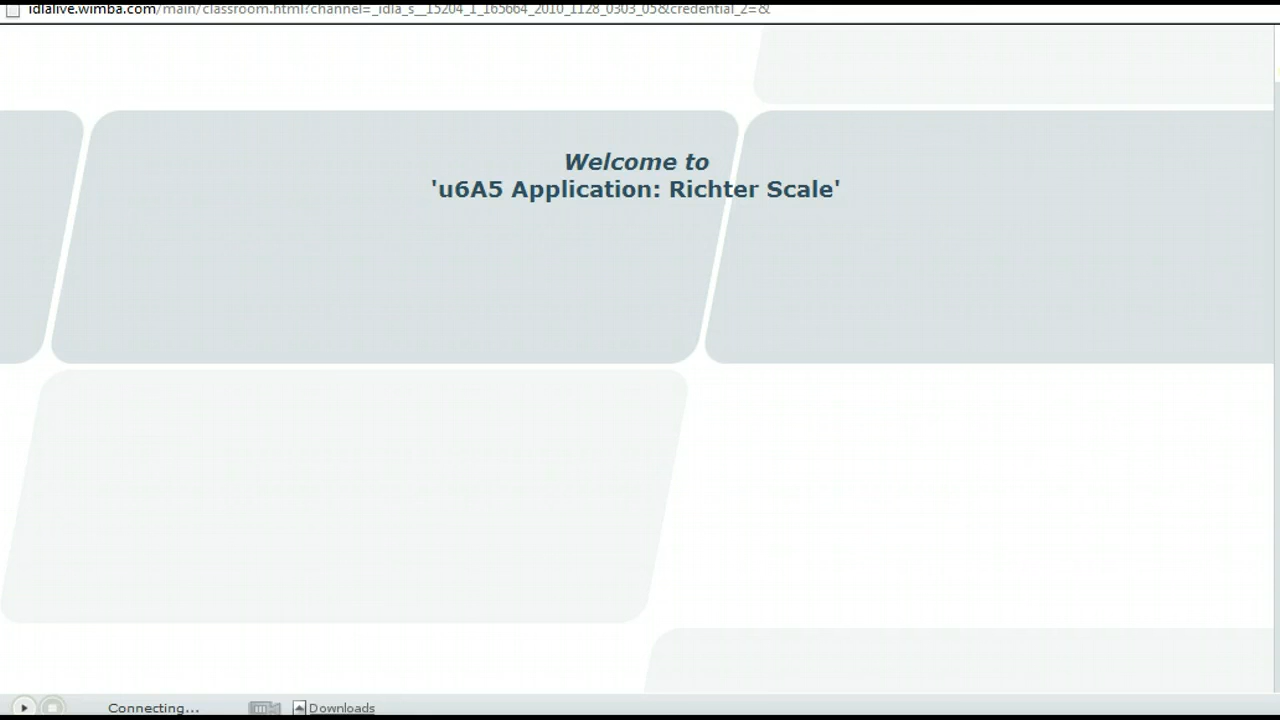 idlalive.wimba.com/main/classroom.html?channel=_idla_s__15204_1_165664_2010_1128_0303_05&credential_2=&
Welcome to
'u6A5 Application: Richter Scale'
Connecting... Downloads